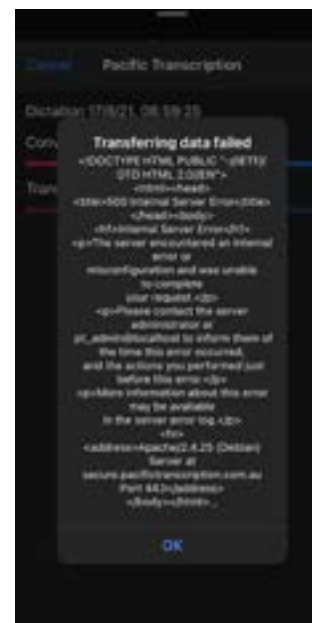 Cancel
Pacific Transcription
Dictation 17/8/21, 08:59:25
Conv
Trans
Transferring data failed
<!DOCTYPE HTML PUBLIC "-//IETF//
DTD HTML 2.0//EN">
<html><head>
<title>500 Internal Server Error</title>
</head><body>
<h1>Internal Server Error</h1>
<p>The server encountered an internal
error or
misconfiguration and was unable
to complete
your request.</p>
<p>Please contact the server
administrator at
pt_admin@localhost to inform them of
the time this error occurred,
and the actions you performed just
before this error.</p>
<p>More information about this error
may be available
in the server error log.</p>
<hr>
<address>Apache/2.4.25 (Debian)
Server at
secure.pacifictranscription.com.au
Port 443</address>
</body></html>...
OK